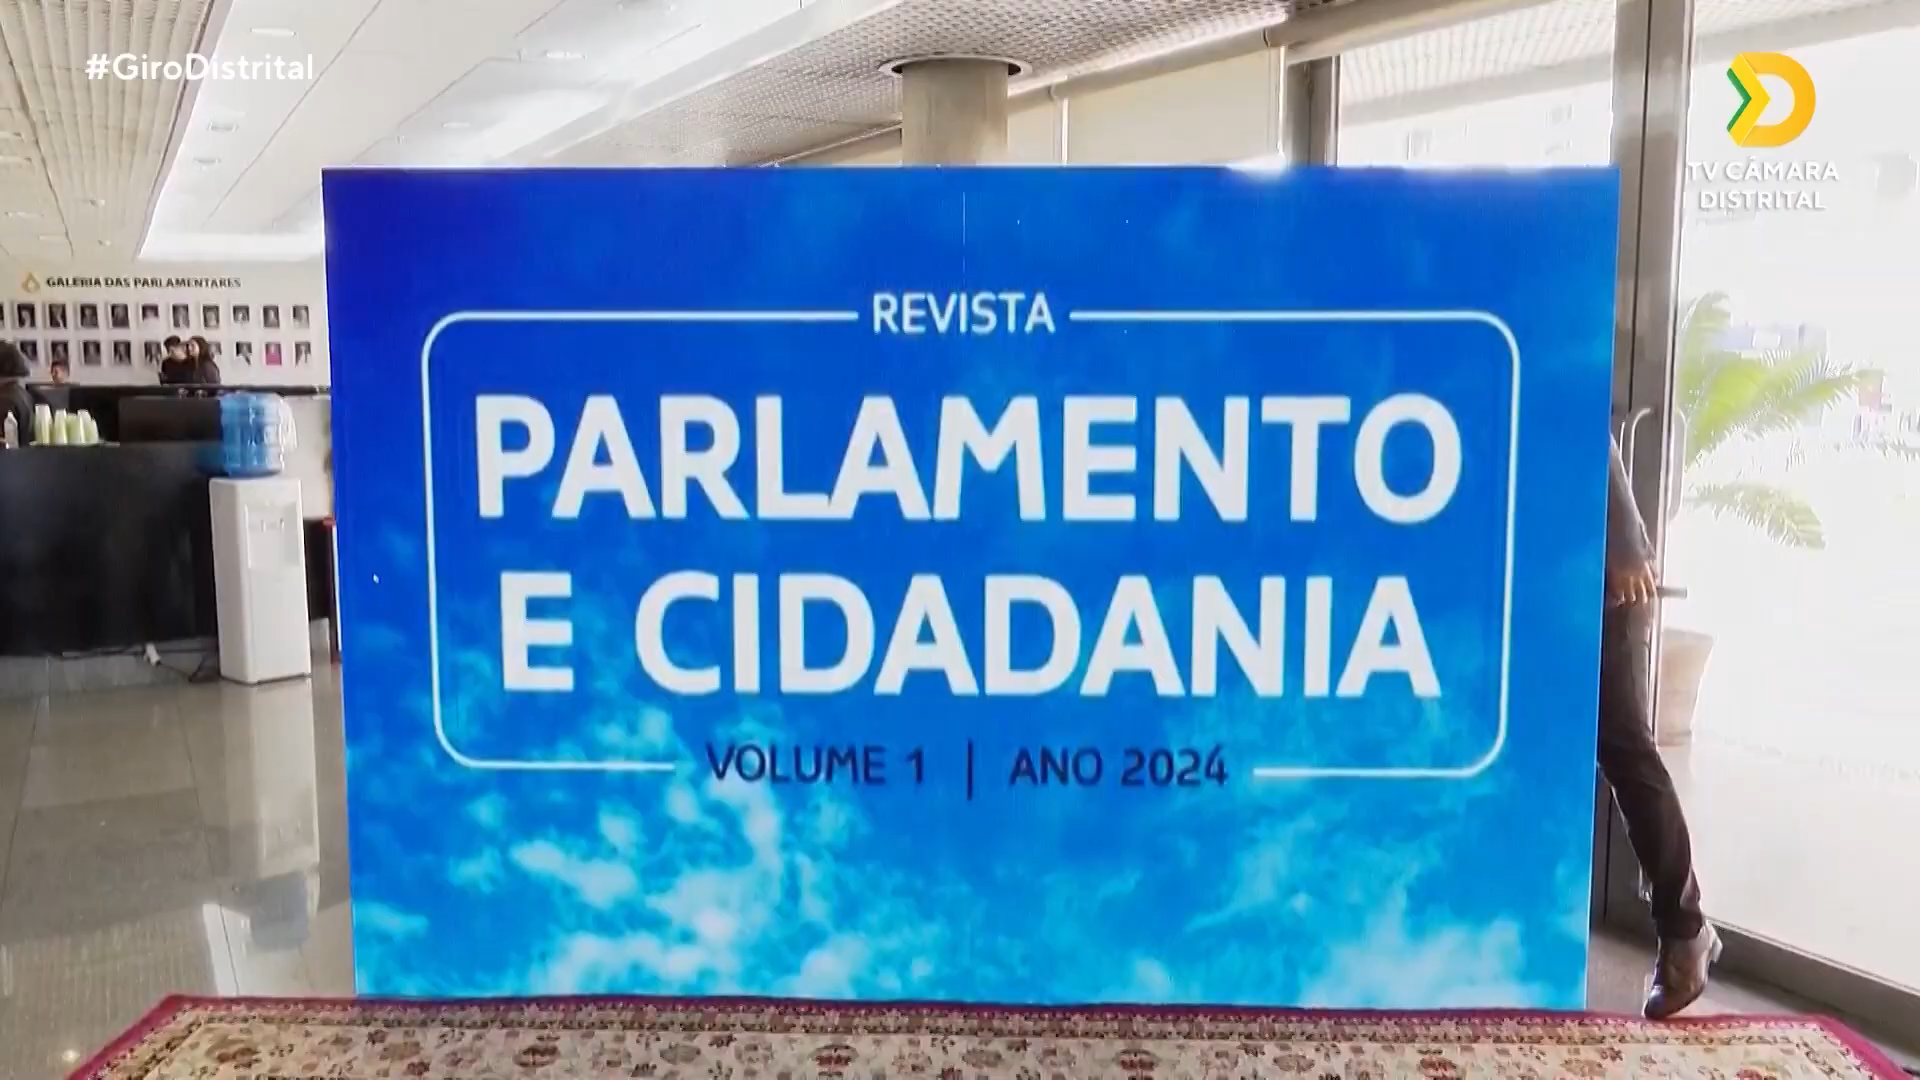 #GiroDistrital
TV CÂMARA
DISTRITAL
GALERIA DAS PARLAMENTARES
REVISTA
PARLAMENTO
E CIDADANIA
VOLUME 1 | ANO 2024